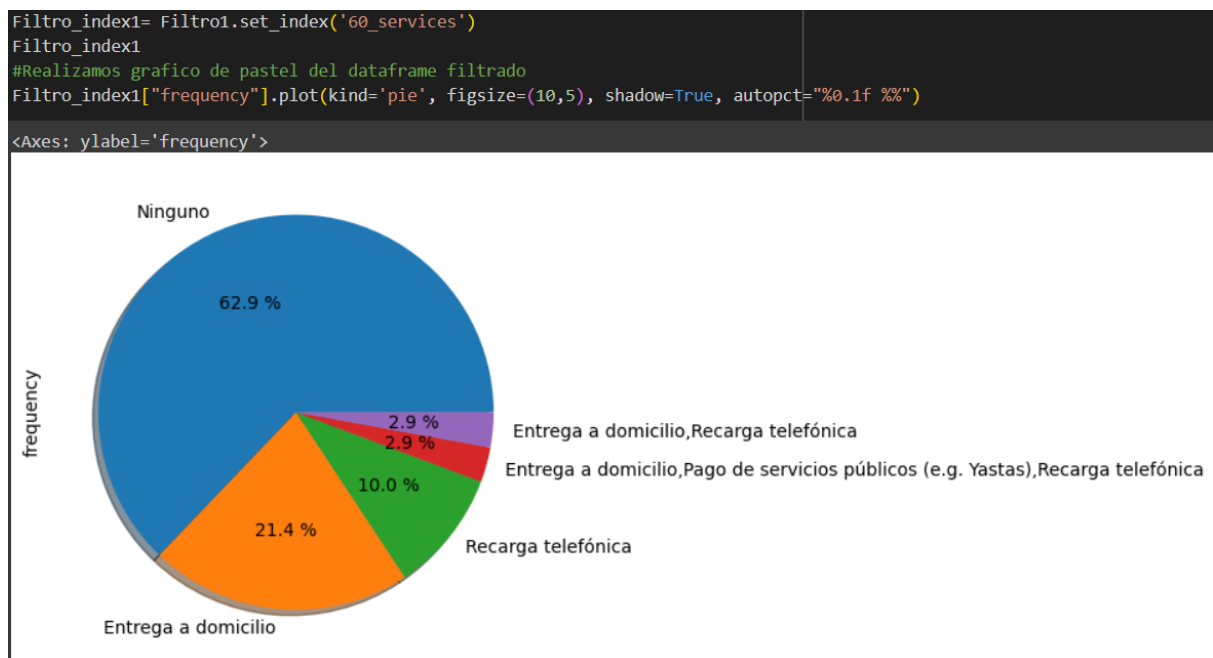 Filtro_index1= Filtro1.set_index('60_services')
Filtro_index1
#Realizamos grafico de pastel del dataframe filtrado
Filtro_index1["frequency"].plot(kind='pie', figsize=(10,5), shadow=True, autopct="%0.1f %%")
<Axes: ylabel='frequency'>
Ninguno
62.9 %
frequency
2.9 %
Entrega a domicilio,Recarga telefónica
2.9 %
Entrega a domicilio,Pago de servicios públicos (e.g. Yastas),Recarga telefónica
10.0 %
21.4 %
Recarga telefónica
Entrega a domicilio